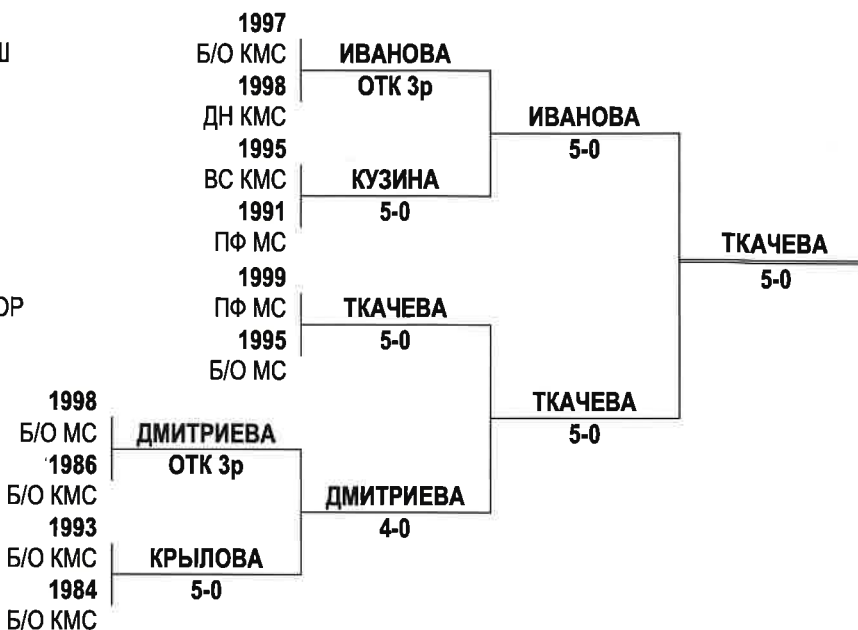 1997
Ш
Б/О КМС
ИВАНОВА
1998
ОТК 3р
ДН КМС
ИВАНОВА
1995
5-0
ВС КМС
КУЗИНА
1991
5-0
ПФ МС
ТКАЧЕВА
1999
5-0
ОР
ПФ МС
ТКАЧЕВА
1995
5-0
Б/О МС
1998
ТКАЧЕВА
Б/О МС
ДМИТРИЕВА
5-0
1986
ОТК 3р
Б/О КМС
ДМИТРИЕВА
1993
4-0
Б/О КМС
КРЫЛОВА
1984
5-0
Б/О КМС